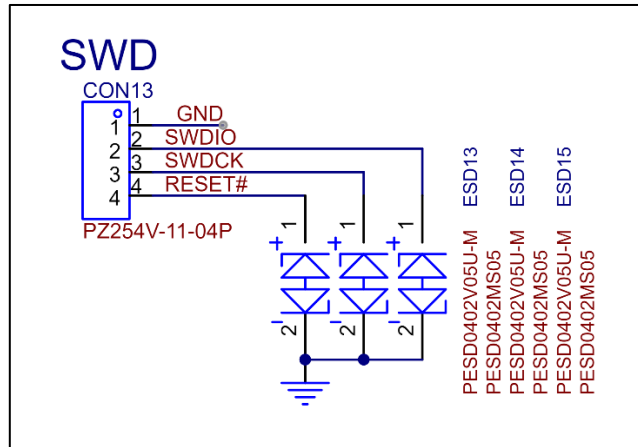 SWD
CON13
1 1 GND
2 2 SWDIO
3 3 SWDCK
4 4 RESET#
PZ254V-11-04P
+ 1 + 1 + 1
- 2 - 2 - 2
ESD13
PESD0402V05U-M
PESD0402MS05
ESD14
PESD0402V05U-M
PESD0402MS05
ESD15
PESD0402V05U-M
PESD0402MS05